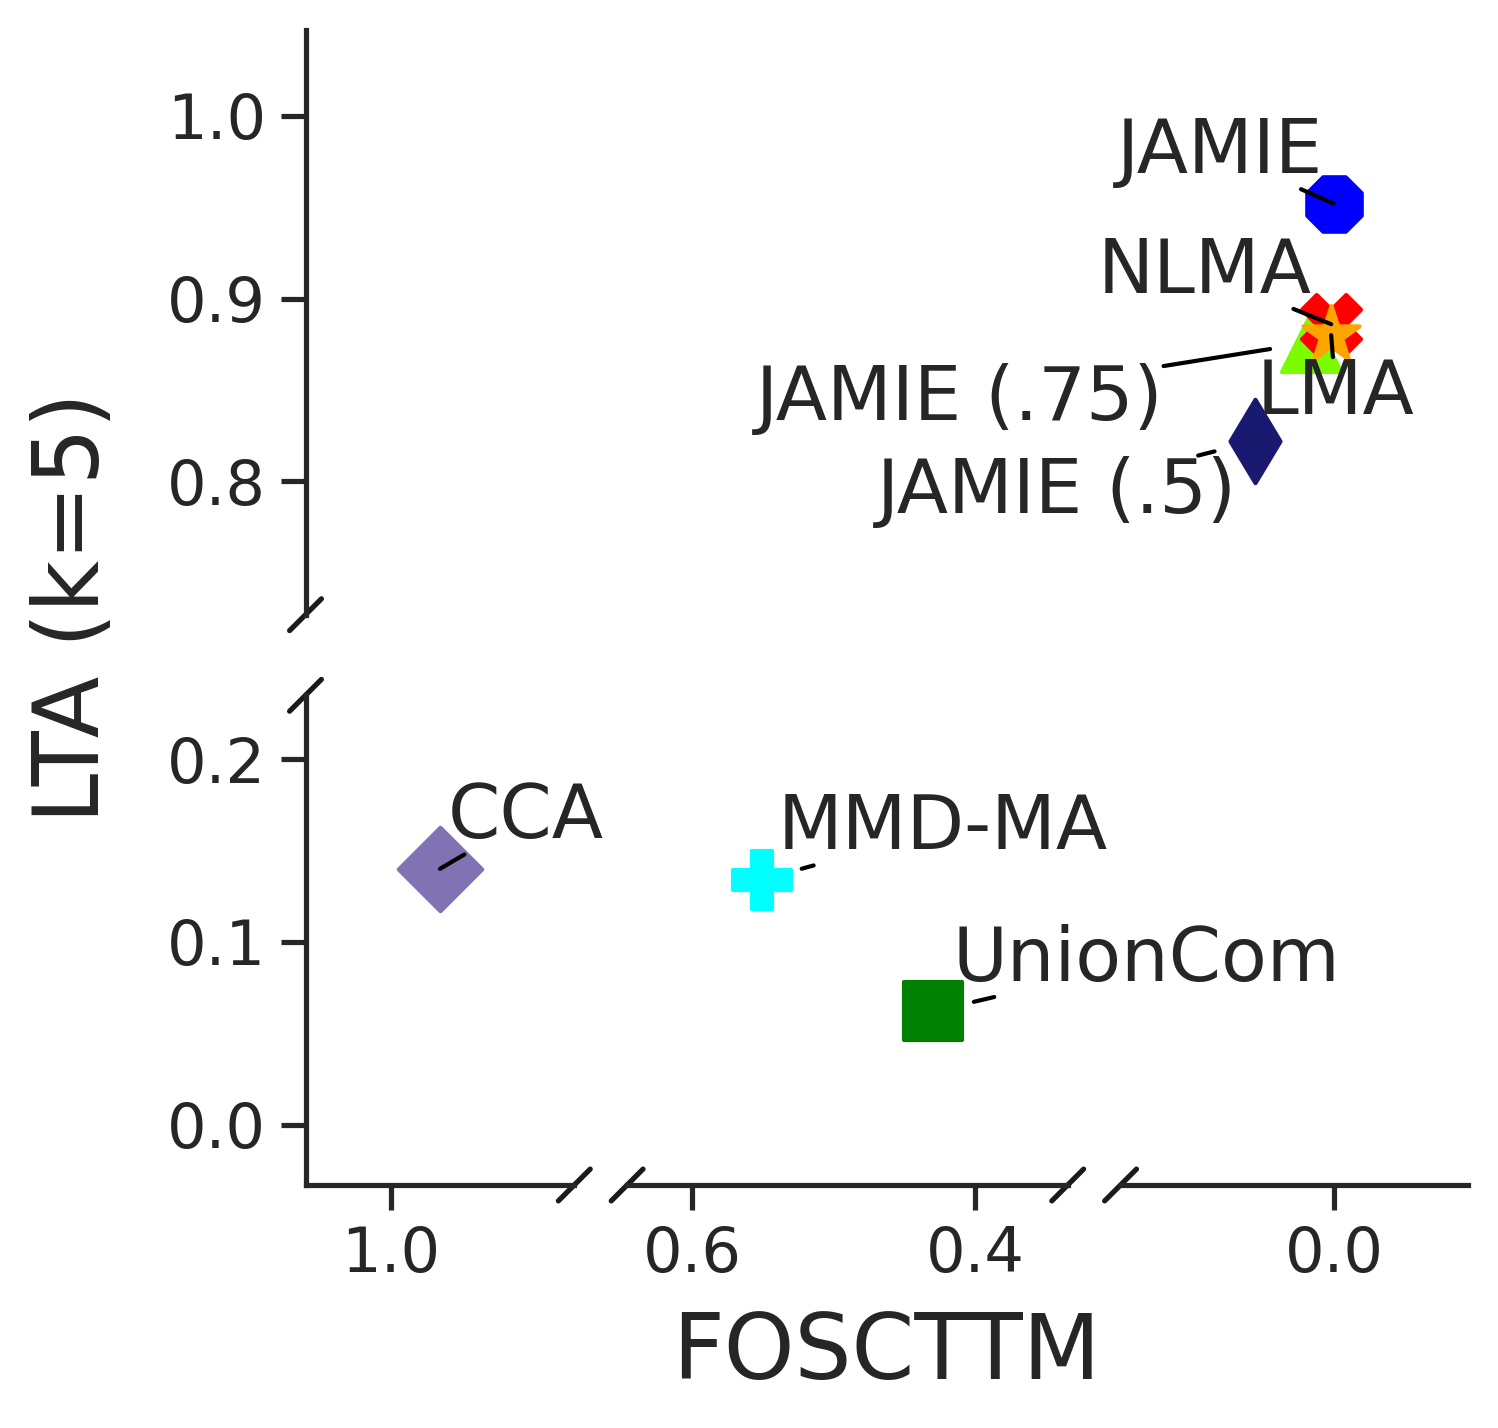 LTA (k=5)
1.0
0.9
0.8
0.2
0.1
0.0
JAMIE
NLMA
JAMIE (.75)
LMA
JAMIE (.5)
CCA
MMD-MA
UnionCom
1.0
0.6
0.4
0.0
FOSCTTM